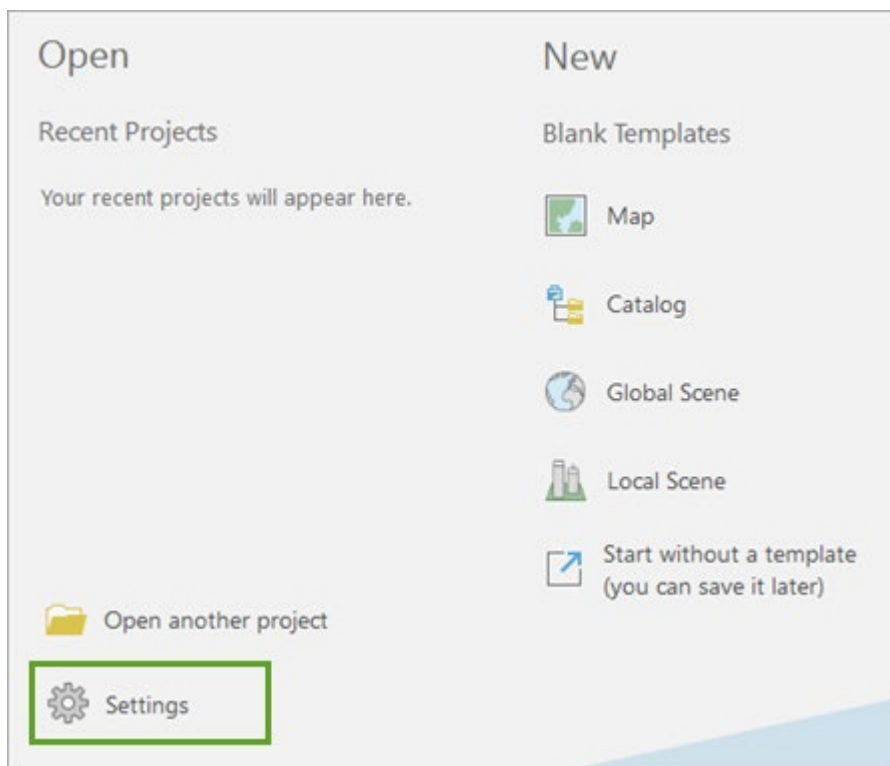 Open
Recent Projects
Your recent projects will appear here.
Open another project
Settings
New
Blank Templates
Map
Catalog
Global Scene
Local Scene
Start without a template
(you can save it later)